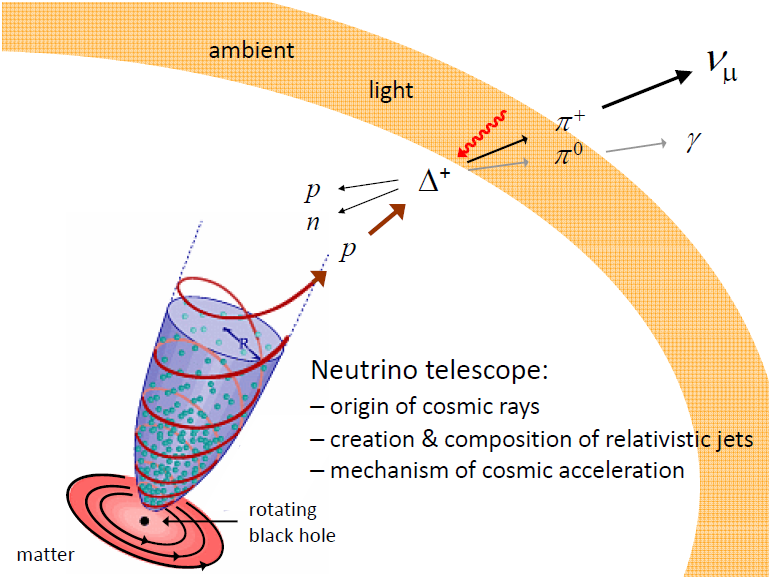 ambient
light
ν_μ
π⁺
π⁰
γ
Δ⁺
p
n
p
R
Neutrino telescope:
– origin of cosmic rays
– creation & composition of relativistic jets
– mechanism of cosmic acceleration
rotating
black hole
matter